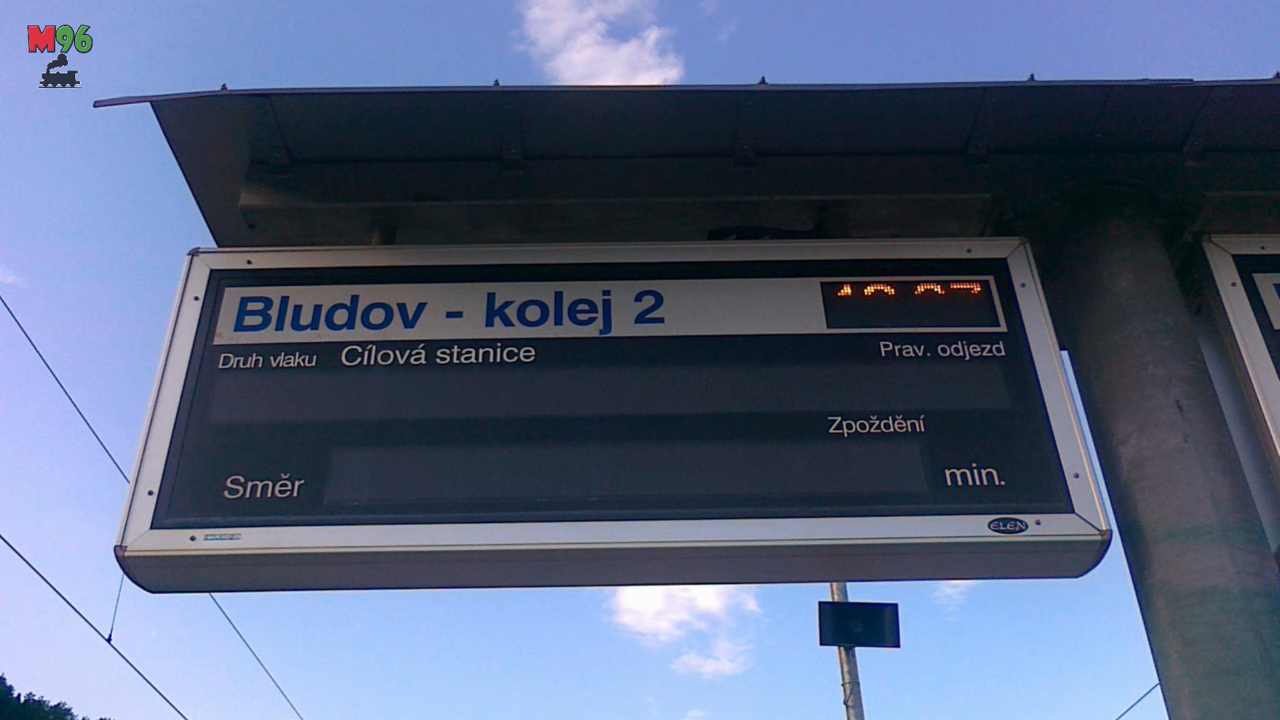 M96
Bludov - kolej 2
Druh vlaku Cílová stanice Prav. odjezd
Zpoždění
Směr min.
ELEN